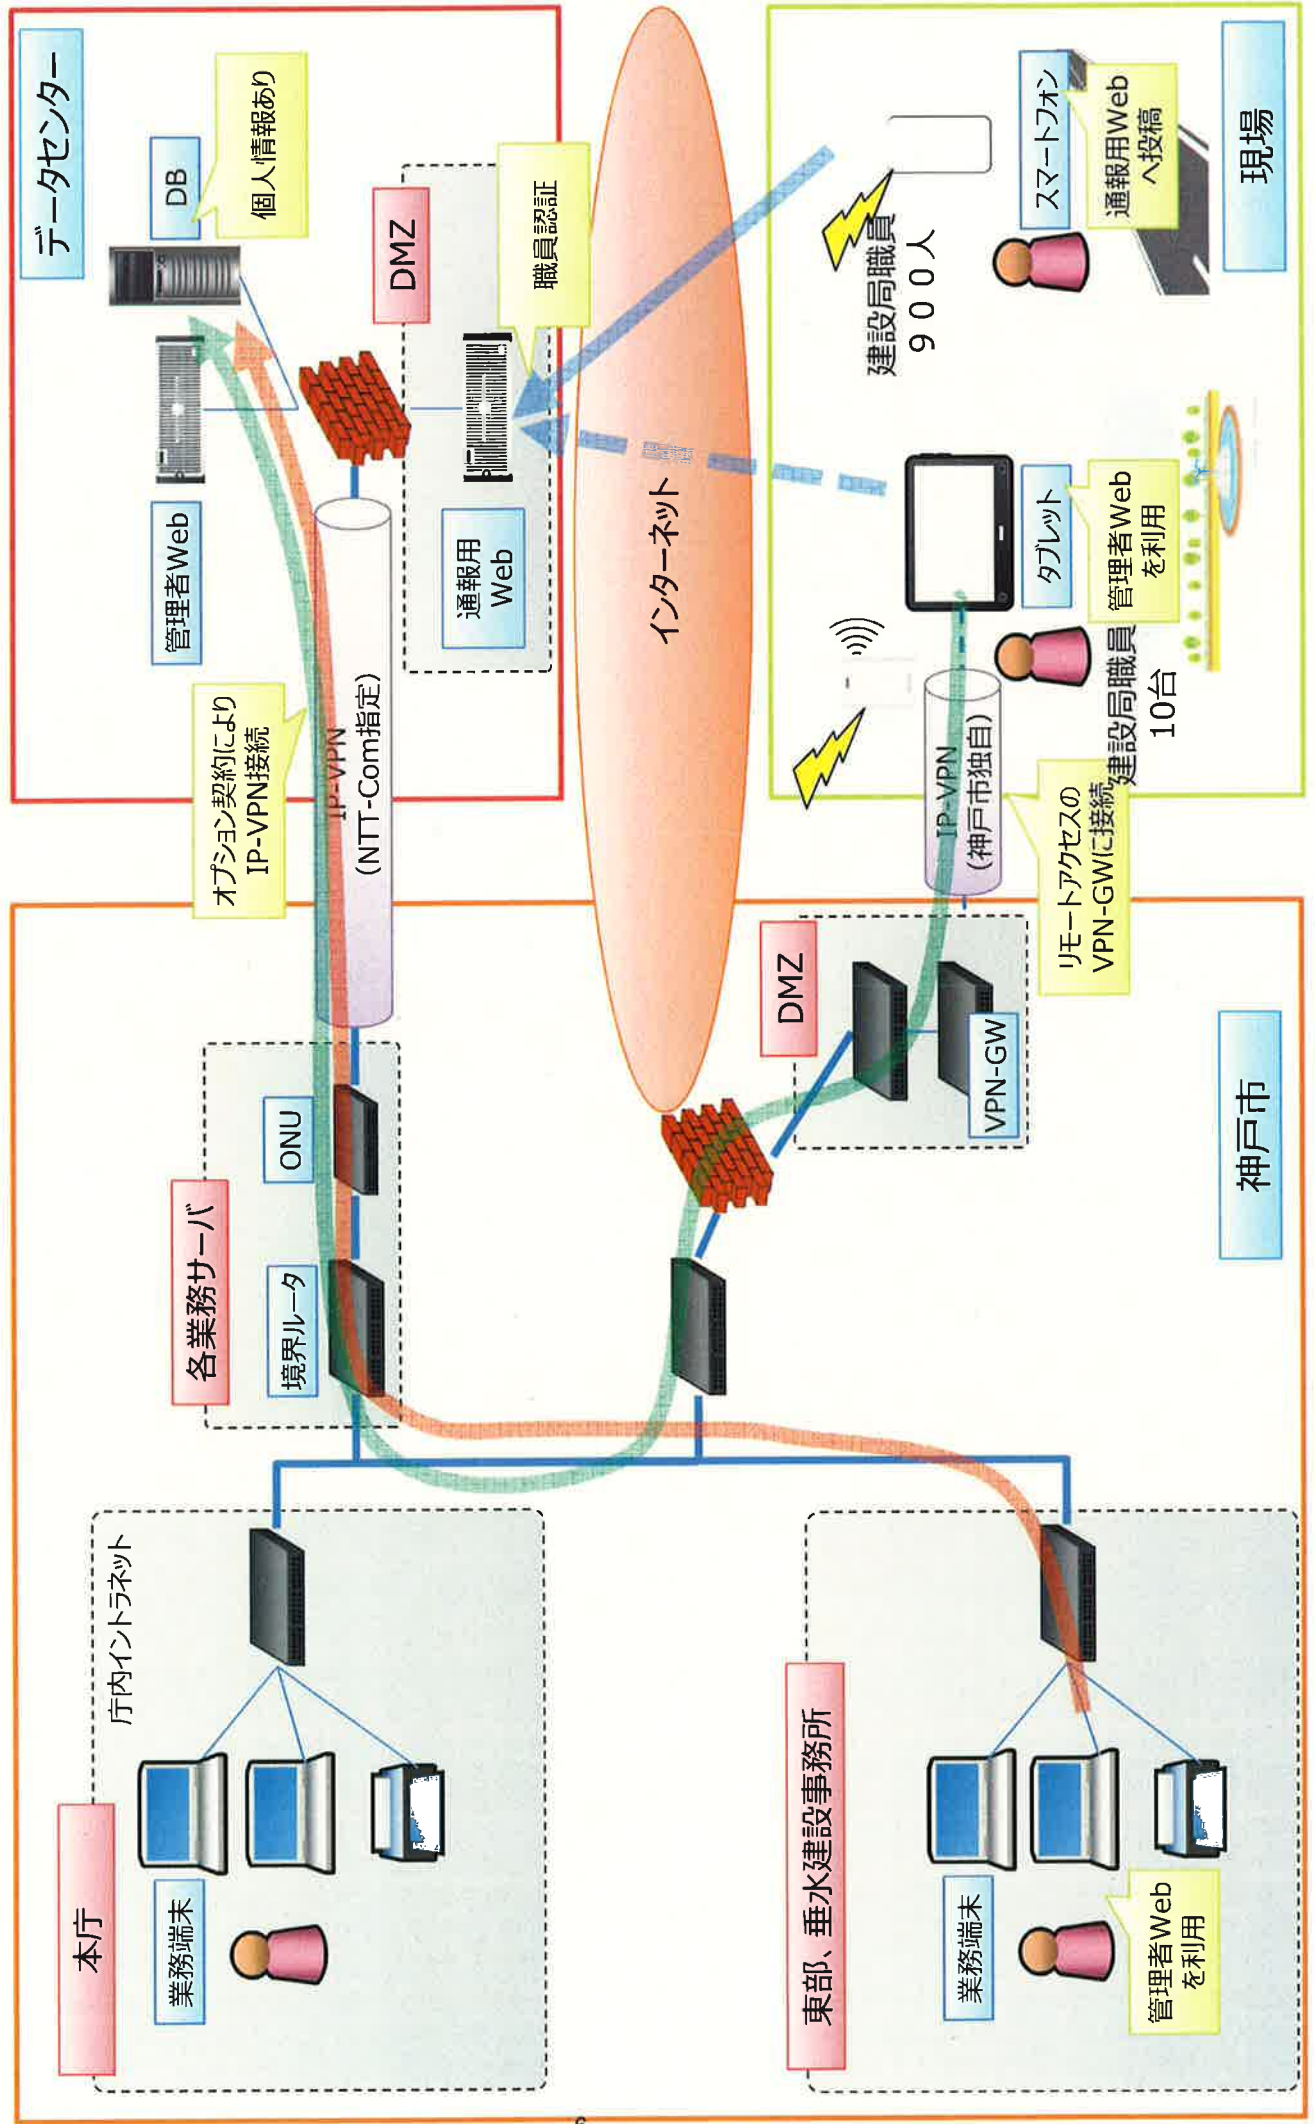 本庁
庁内イントラネット
業務端末
各業務サーバ
境界ルータ
ONU
オプション契約により
IP-VPN接続
IP-VPN
(NTT-Com指定)
データセンター
管理者Web
DB
個人情報あり
DMZ
通報用
Web
職員認証
インターネット
東部、垂水建設事務所
業務端末
管理者Web
を利用
DMZ
VPN-GW
神戸市
IP-VPN
(神戸市独自)
リモートアクセスの
VPN-GWに接続
建設局職員
10台
タブレット
管理者Web
を利用
建設局職員
900人
スマートフォン
通報用Web
へ投稿
現場